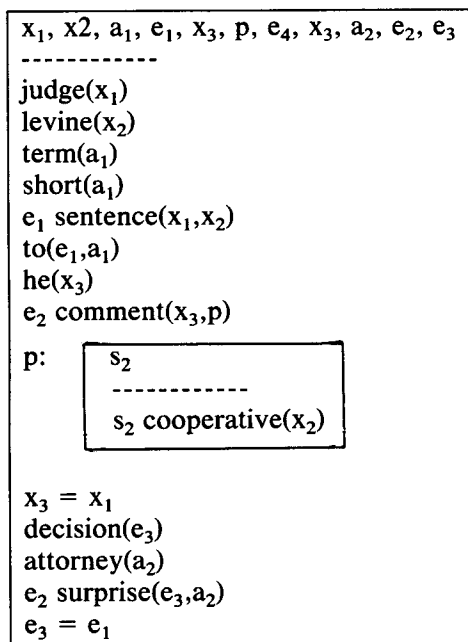 x₁, x2, a₁, e₁, x₃, p, e₄, x₃, a₂, e₂, e₃
------------
judge(x₁)
levine(x₂)
term(a₁)
short(a₁)
e₁ sentence(x₁,x₂)
to(e₁,a₁)
he(x₃)
e₂ comment(x₃,p)
p: s₂
------------
s₂ cooperative(x₂)
x₃ = x₁
decision(e₃)
attorney(a₂)
e₂ surprise(e₃,a₂)
e₃ = e₁